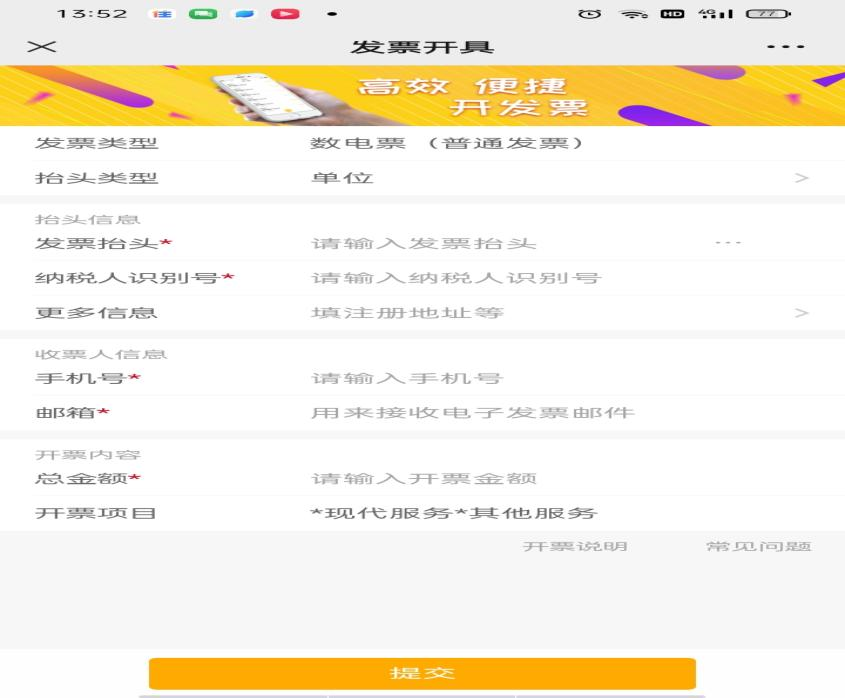 13:52 HD 4G 77
发票开具
高效 便捷
开发票
发票类型 数电票（普通发票）
抬头类型 单位 >
抬头信息
发票抬头* 请输入发票抬头 ...
纳税人识别号* 请输入纳税人识别号
更多信息 填注册地址等 >
收票人信息
手机号* 请输入手机号
邮箱* 用来接收电子发票邮件
开票内容
总金额* 请输入开票金额
开票项目 *现代服务*其他服务
开票说明 常见问题
提交